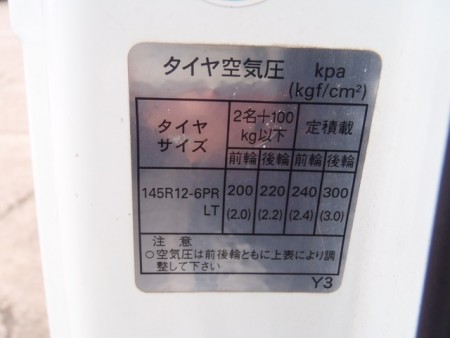 タイヤ空気圧 kpa
(kgf/cm²)
タイヤ
サイズ
2名+100
kg以下
定積載
前輪 後輪 前輪 後輪
145R12-6PR
LT
200 220 240 300
(2.0) (2.2) (2.4) (3.0)
注 意
○空気圧は前後輪ともに上表により調
整して下さい
Y3